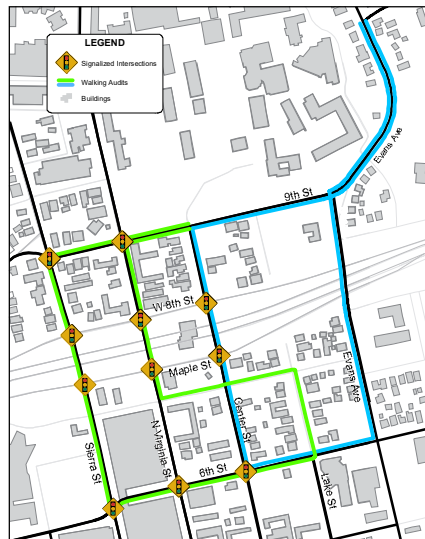 LEGEND
Signalized Intersections
Walking Audits
Buildings
Evans Ave
9th St
W 8th St
Maple St
Evans Ave
Center St
N Virginia St
Sierra St
6th St
Lake St